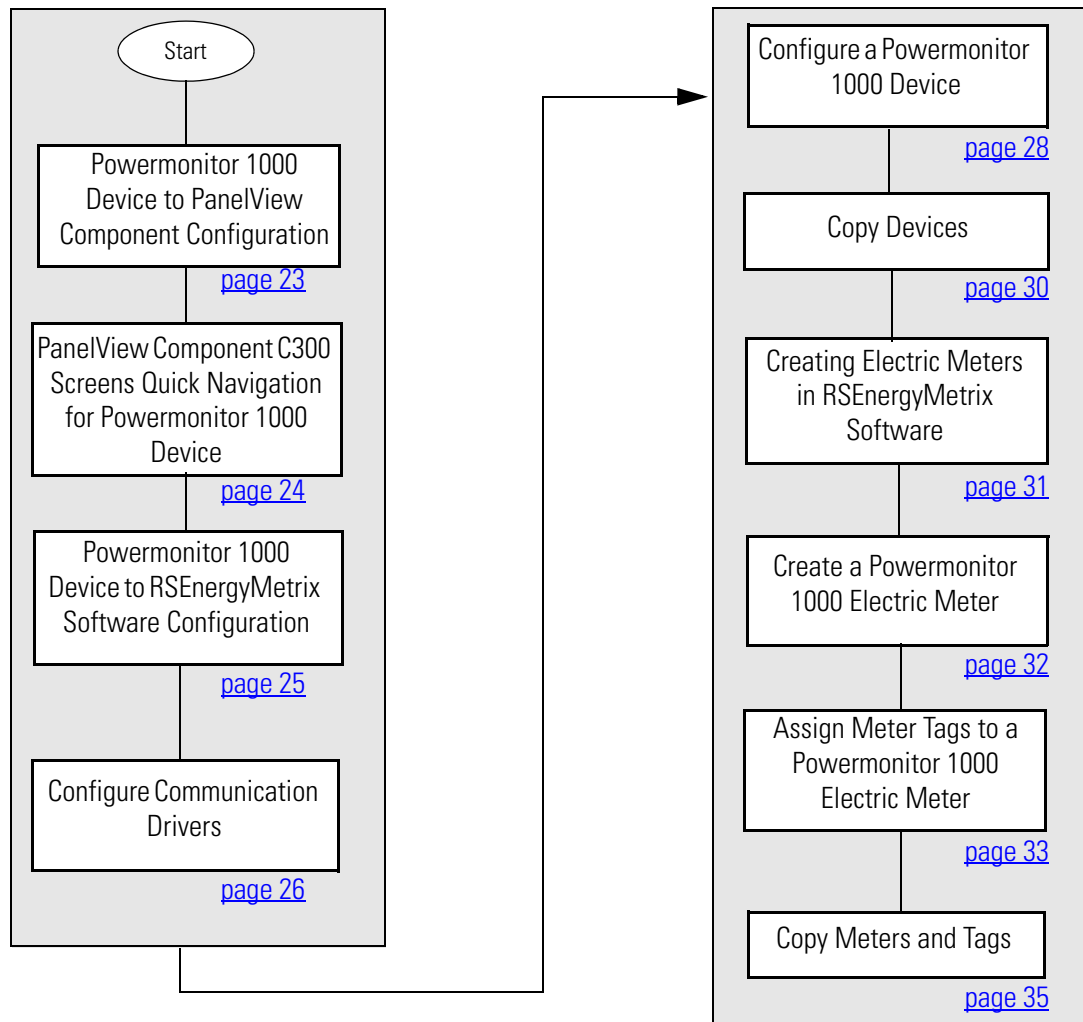 Start
Powermonitor 1000
Device to PanelView
Component Configuration
page 23
PanelView Component C300
Screens Quick Navigation
for Powermonitor 1000
Device
page 24
Powermonitor 1000
Device to RSEnergyMetrix
Software Configuration
page 25
Configure Communication
Drivers
page 26
Configure a Powermonitor
1000 Device
page 28
Copy Devices
page 30
Creating Electric Meters
in RSEnergyMetrix
Software
page 31
Create a Powermonitor
1000 Electric Meter
page 32
Assign Meter Tags to a
Powermonitor 1000
Electric Meter
page 33
Copy Meters and Tags
page 35